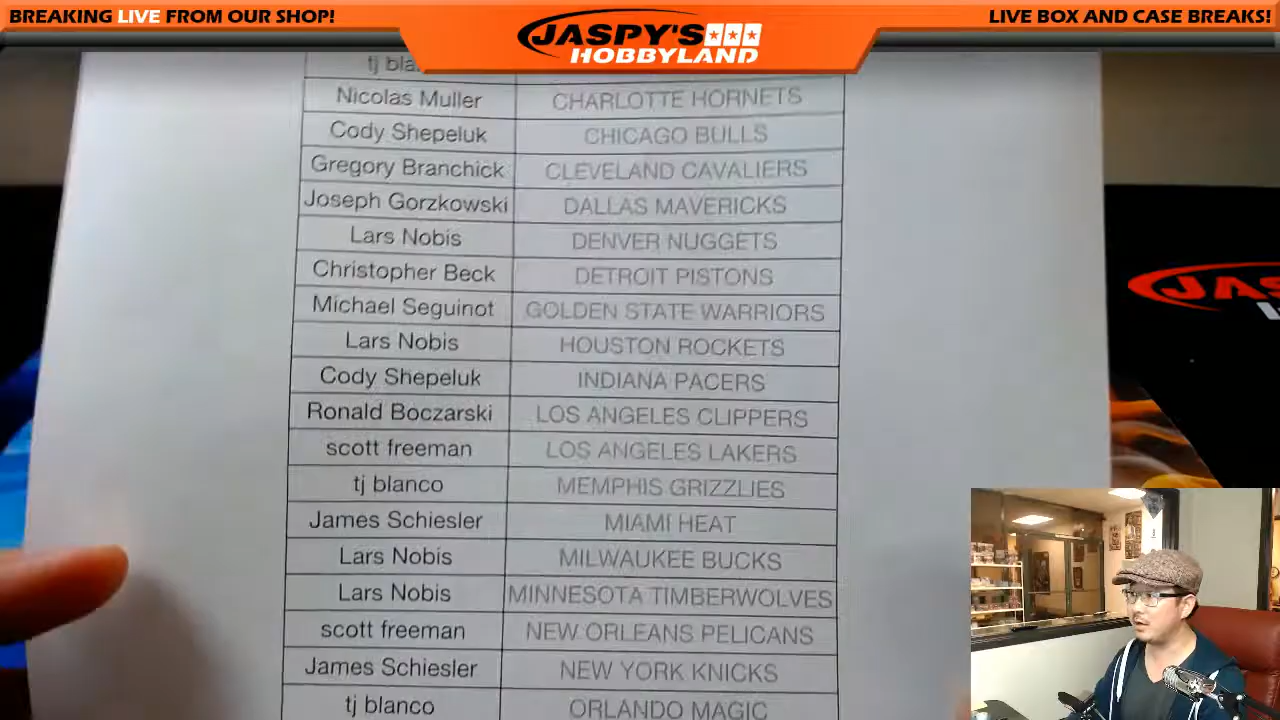 BREAKING LIVE FROM OUR SHOP!
JASPY'S
HOBBYLAND
LIVE BOX AND CASE BREAKS!
tj bla
Nicolas Muller CHARLOTTE HORNETS
Cody Shepeluk CHICAGO BULLS
Gregory Branchick CLEVELAND CAVALIERS
Joseph Gorzkowski DALLAS MAVERICKS
Lars Nobis DENVER NUGGETS
Christopher Beck DETROIT PISTONS
Michael Seguinot GOLDEN STATE WARRIORS
Lars Nobis HOUSTON ROCKETS
Cody Shepeluk INDIANA PACERS
Ronald Boczarski LOS ANGELES CLIPPERS
scott freeman LOS ANGELES LAKERS
tj blanco MEMPHIS GRIZZLIES
James Schiesler MIAMI HEAT
Lars Nobis MILWAUKEE BUCKS
Lars Nobis MINNESOTA TIMBERWOLVES
scott freeman NEW ORLEANS PELICANS
James Schiesler NEW YORK KNICKS
tj blanco ORLANDO MAGIC
JAS